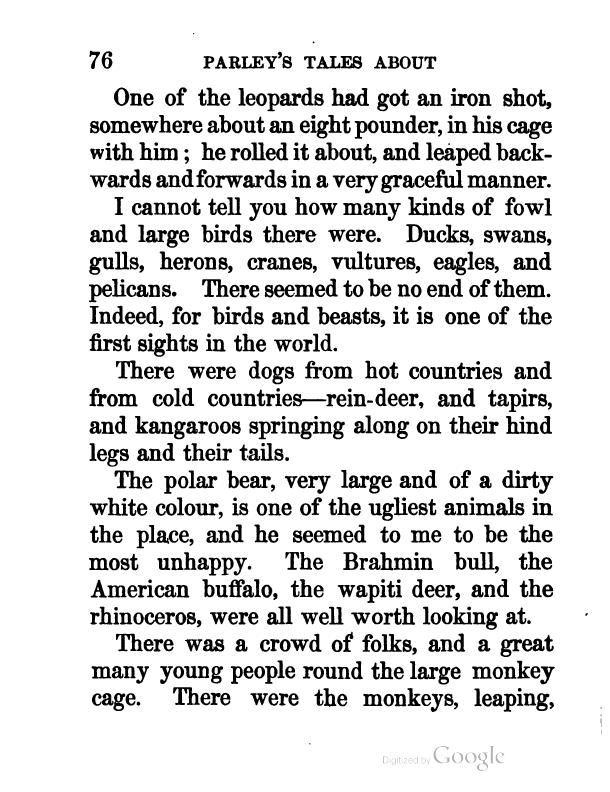 76 PARLEY'S TALES ABOUT
One of the leopards had got an iron shot,
somewhere about an eight pounder, in his cage
with him ; he rolled it about, and leaped back-
wards and forwards in a very graceful manner.
I cannot tell you how many kinds of fowl
and large birds there were. Ducks, swans,
gulls, herons, cranes, vultures, eagles, and
pelicans. There seemed to be no end of them.
Indeed, for birds and beasts, it is one of the
first sights in the world.
There were dogs from hot countries and
from cold countries—rein-deer, and tapirs,
and kangaroos springing along on their hind
legs and their tails.
The polar bear, very large and of a dirty
white colour, is one of the ugliest animals in
the place, and he seemed to me to be the
most unhappy. The Brahmin bull, the
American buffalo, the wapiti deer, and the
rhinoceros, were all well worth looking at.
There was a crowd of folks, and a great
many young people round the large monkey
cage. There were the monkeys, leaping,
Digitized by Google